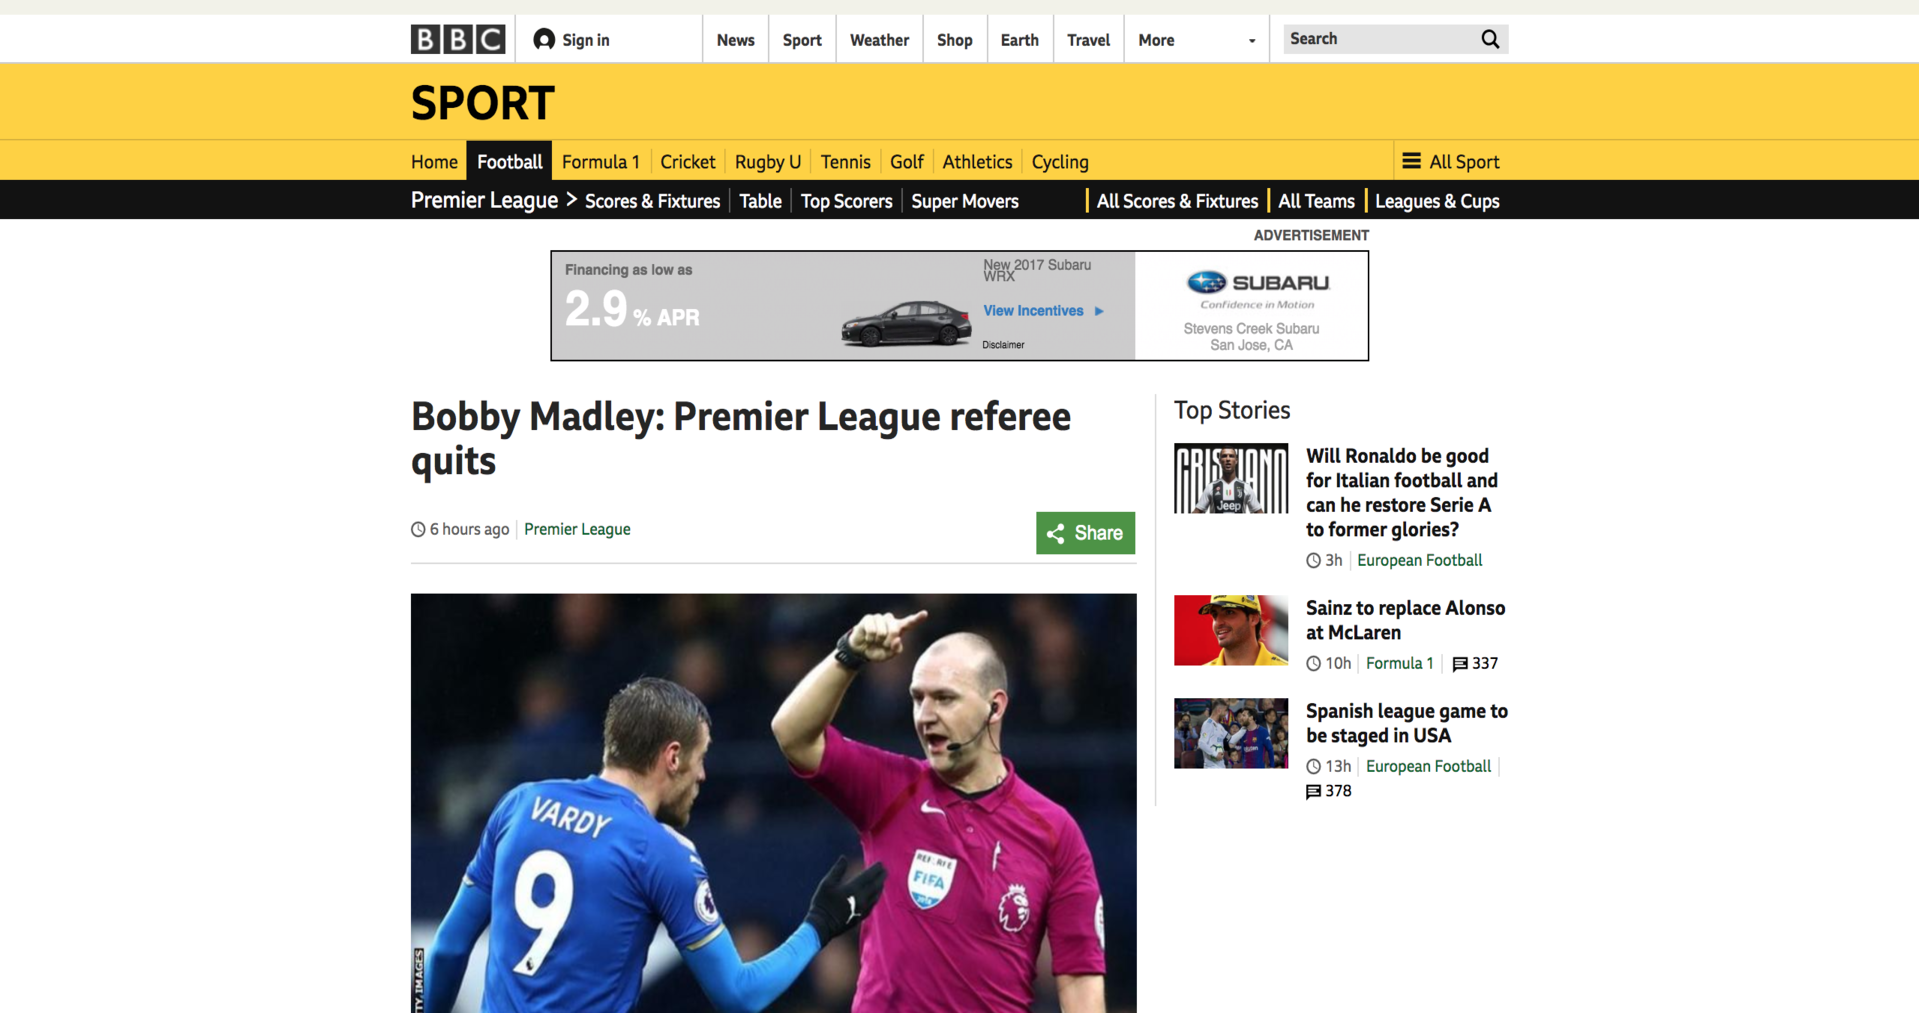 BBC
Sign in
News
Sport
Weather
Shop
Earth
Travel
More
Search
SPORT
Home
Football
Formula 1
Cricket
Rugby U
Tennis
Golf
Athletics
Cycling
All Sport
Premier League
Scores & Fixtures
Table
Top Scorers
Super Movers
All Scores & Fixtures
All Teams
Leagues & Cups
ADVERTISEMENT
Financing as low as
2.9 % APR
New 2017 Subaru
WRX
View Incentives
Disclaimer
SUBARU
Confidence in Motion
Stevens Creek Subaru
San Jose, CA
Bobby Madley: Premier League referee
quits
6 hours ago
Premier League
Share
VARDY
9
REFEREE
FIFA
Top Stories
CRISTIANO
Jeep
Will Ronaldo be good
for Italian football and
can he restore Serie A
to former glories?
3h
European Football
Sainz to replace Alonso
at McLaren
10h
Formula 1
337
Spanish league game to
be staged in USA
13h
European Football
378